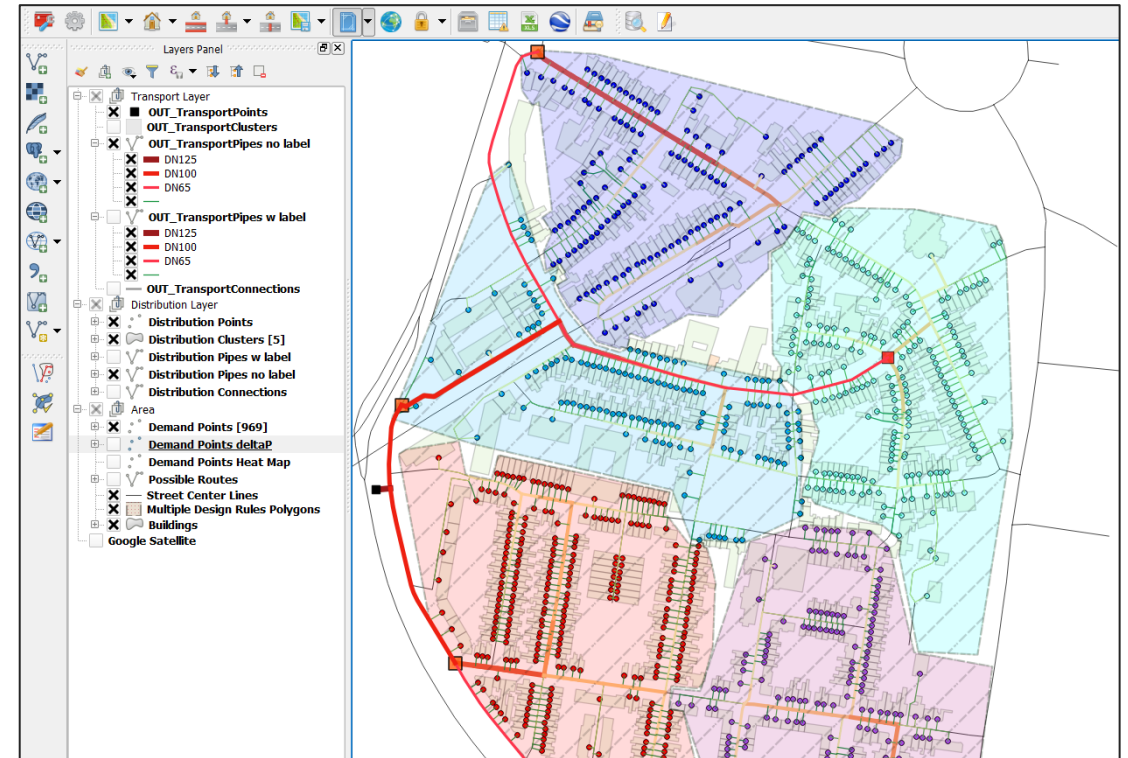 Layers Panel
Transport Layer
OUT_TransportPoints
OUT_TransportClusters
OUT_TransportPipes no label
DN125
DN100
DN65
OUT_TransportPipes w label
DN125
DN100
DN65
OUT_TransportConnections
Distribution Layer
Distribution Points
Distribution Clusters [5]
Distribution Pipes w label
Distribution Pipes no label
Distribution Connections
Area
Demand Points [969]
Demand Points deltaP
Demand Points Heat Map
Possible Routes
Street Center Lines
Multiple Design Rules Polygons
Buildings
Google Satellite